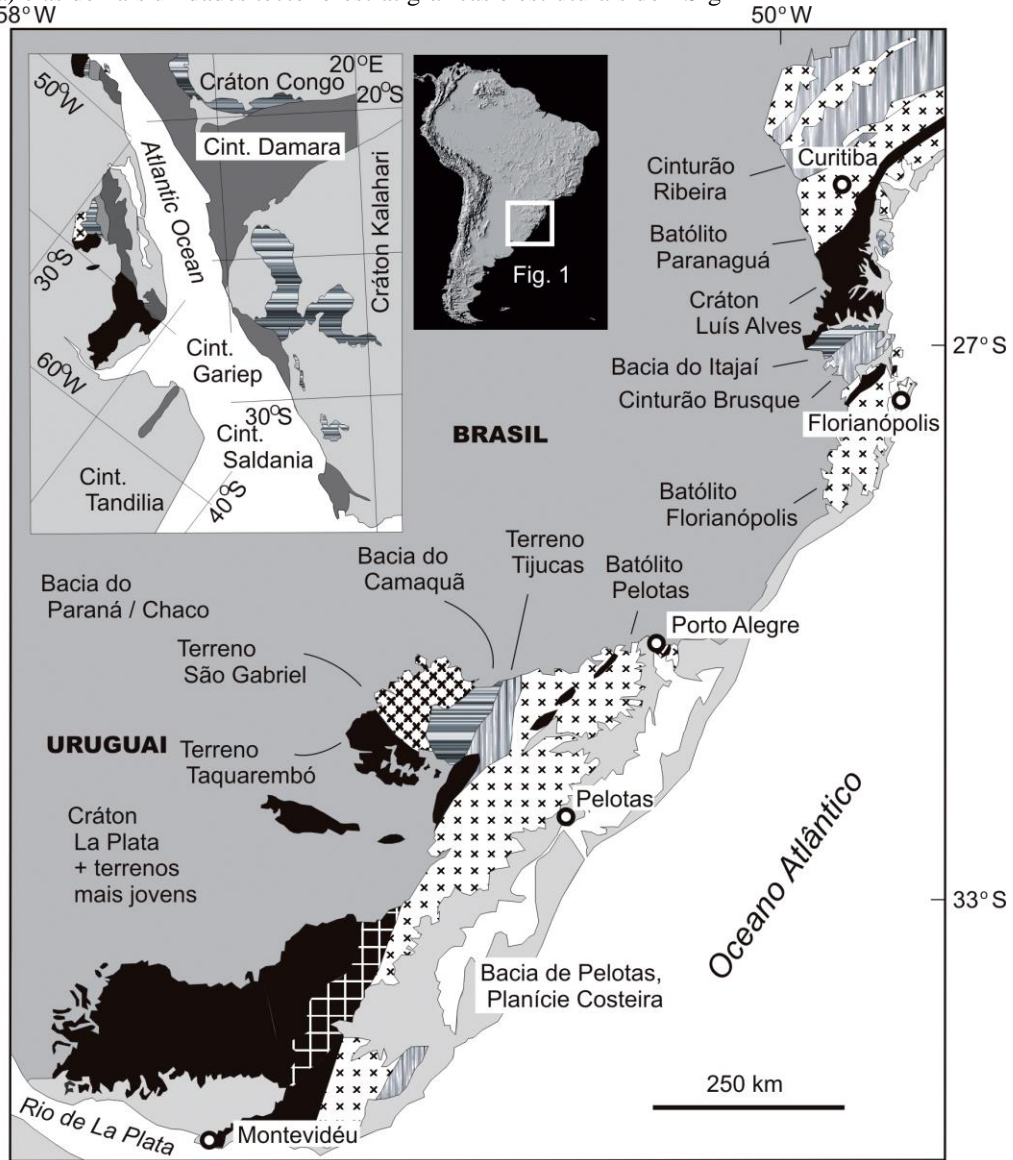 58° W
50° W
50°W
20°E
Cráton Congo
20°S
Cint. Damara
Atlantic Ocean
Cráton Kalahari
30°S
60°W
Cint.
Gariep
30°S
Cint.
Saldania
Cint.
Tandilia
40°S
Fig. 1
Curitiba
Cinturão
Ribeira
Batólito
Paranaguá
Cráton
Luís Alves
27° S
Bacia do Itajaí
Cinturão Brusque
Florianópolis
BRASIL
Batólito
Florianópolis
Terreno
Tijucas
Bacia do
Camaquã
Batólito
Pelotas
Bacia do
Paraná / Chaco
Porto Alegre
Terreno
São Gabriel
URUGUAI
Terreno
Taquarembó
Pelotas
Cráton
La Plata
+ terrenos
mais jovens
Oceano Atlântico
33° S
Bacia de Pelotas,
Planície Costeira
250 km
Rio de La Plata
Montevidéu